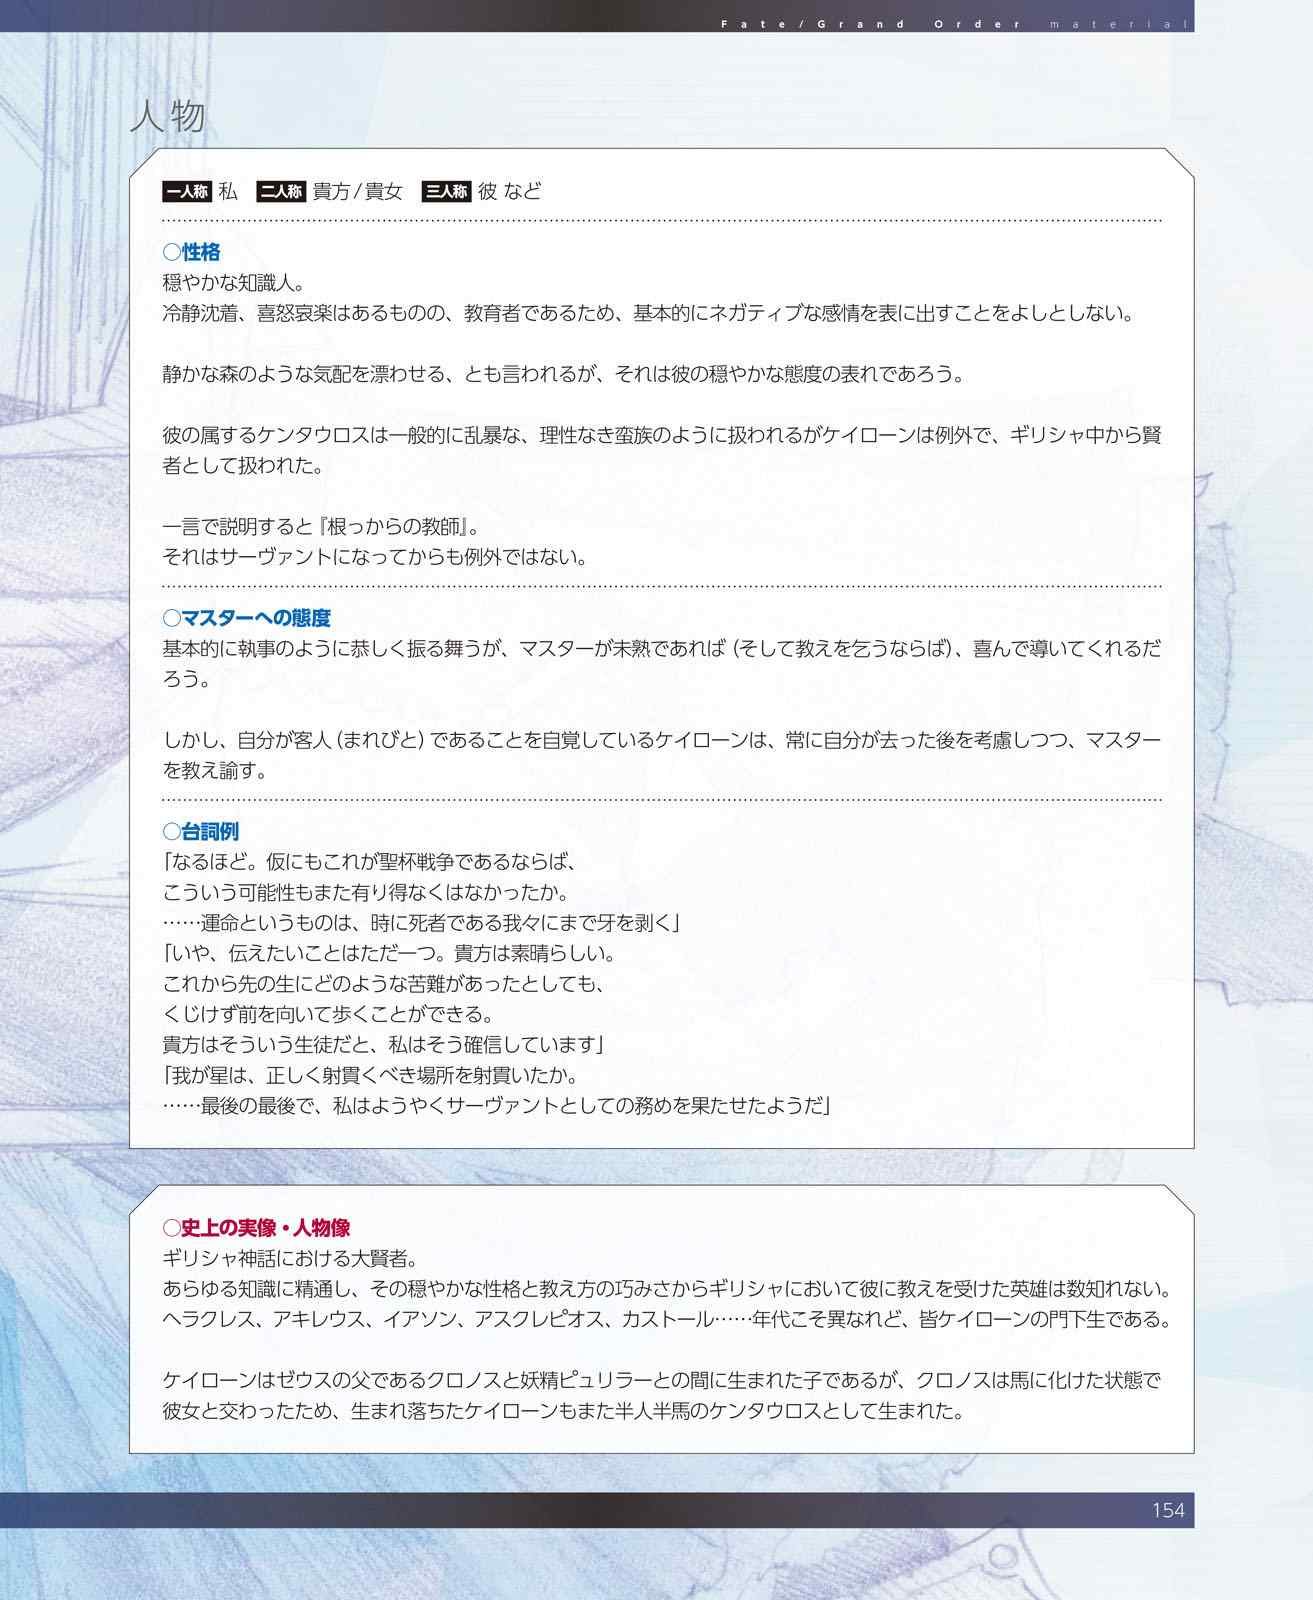 Fate/Grand Order material
人物
一人称 私 二人称 貴方/貴女 三人称 彼 など
○性格
穏やかな知識人。
冷静沈着、喜怒哀楽はあるものの、教育者であるため、基本的にネガティブな感情を表に出すことをよしとしない。
静かな森のような気配を漂わせる、とも言われるが、それは彼の穏やかな態度の表れであろう。
彼の属するケンタウロスは一般的に乱暴な、理性なき蛮族のように扱われるがケイローンは例外で、ギリシャ中から賢
者として扱われた。
一言で説明すると『根っからの教師』。
それはサーヴァントになってからも例外ではない。
○マスターへの態度
基本的に執事のように恭しく振る舞うが、マスターが未熟であれば（そして教えを乞うならば）、喜んで導いてくれるだ
ろう。
しかし、自分が客人（まれびと）であることを自覚しているケイローンは、常に自分が去った後を考慮しつつ、マスター
を教え諭す。
○台詞例
「なるほど。仮にもこれが聖杯戦争であるならば、
こういう可能性もまた有り得なくはなかったか。
……運命というものは、時に死者である我々にまで牙を剥く」
「いや、伝えたいことはただ一つ。貴方は素晴らしい。
これから先の生にどのような苦難があったとしても、
くじけず前を向いて歩くことができる。
貴方はそういう生徒だと、私はそう確信しています」
「我が星は、正しく射貫くべき場所を射貫いたか。
……最後の最後で、私はようやくサーヴァントとしての務めを果たせたようだ」
○史上の実像・人物像
ギリシャ神話における大賢者。
あらゆる知識に精通し、その穏やかな性格と教え方の巧みさからギリシャにおいて彼に教えを受けた英雄は数知れない。
ヘラクレス、アキレウス、イアソン、アスクレピオス、カストール……年代こそ異なれど、皆ケイローンの門下生である。
ケイローンはゼウスの父であるクロノスと妖精ピュリラーとの間に生まれた子であるが、クロノスは馬に化けた状態で
彼女と交わったため、生まれ落ちたケイローンもまた半人半馬のケンタウロスとして生まれた。
154